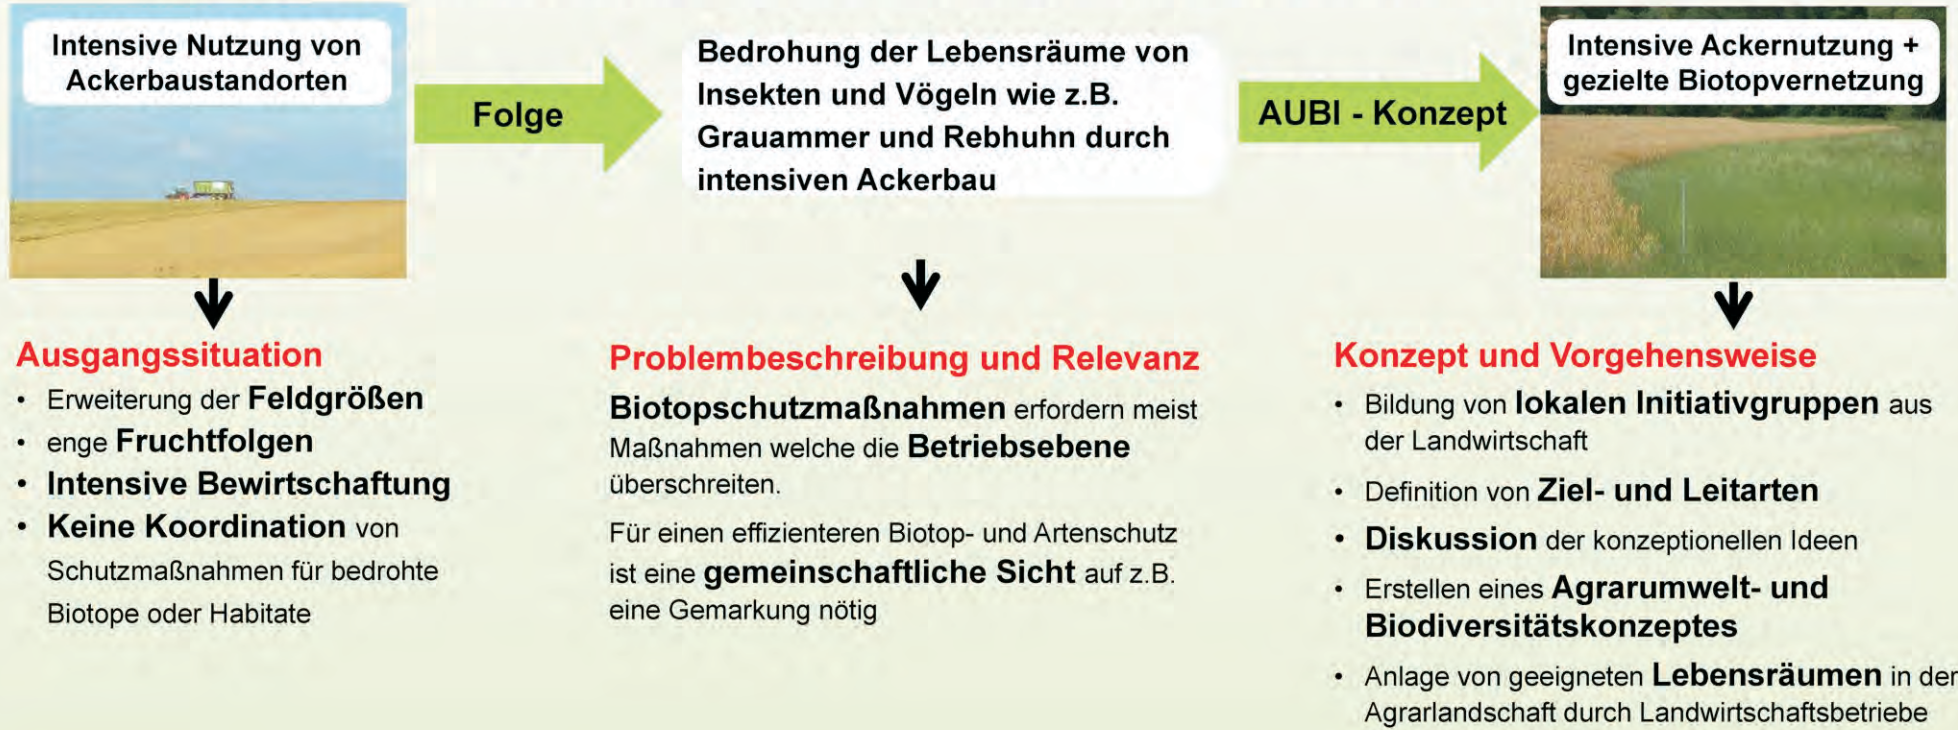 Intensive Nutzung von
Ackerbaustandorten
Folge
Bedrohung der Lebensräume von
Insekten und Vögeln wie z.B.
Grauammer und Rebhuhn durch
intensiven Ackerbau
AUBI - Konzept
Intensive Ackernutzung +
gezielte Biotopvernetzung
Ausgangssituation
• Erweiterung der Feldgrößen
• enge Fruchtfolgen
• Intensive Bewirtschaftung
• Keine Koordination von
Schutzmaßnahmen für bedrohte
Biotope oder Habitate
Problembeschreibung und Relevanz
Biotopschutzmaßnahmen erfordern meist
Maßnahmen welche die Betriebsebene
überschreiten.
Für einen effizienteren Biotop- und Artenschutz
ist eine gemeinschaftliche Sicht auf z.B.
eine Gemarkung nötig
Konzept und Vorgehensweise
• Bildung von lokalen Initiativgruppen aus
der Landwirtschaft
• Definition von Ziel- und Leitarten
• Diskussion der konzeptionellen Ideen
• Erstellen eines Agrarumwelt- und
Biodiversitätskonzeptes
• Anlage von geeigneten Lebensräumen in der
Agrarlandschaft durch Landwirtschaftsbetriebe